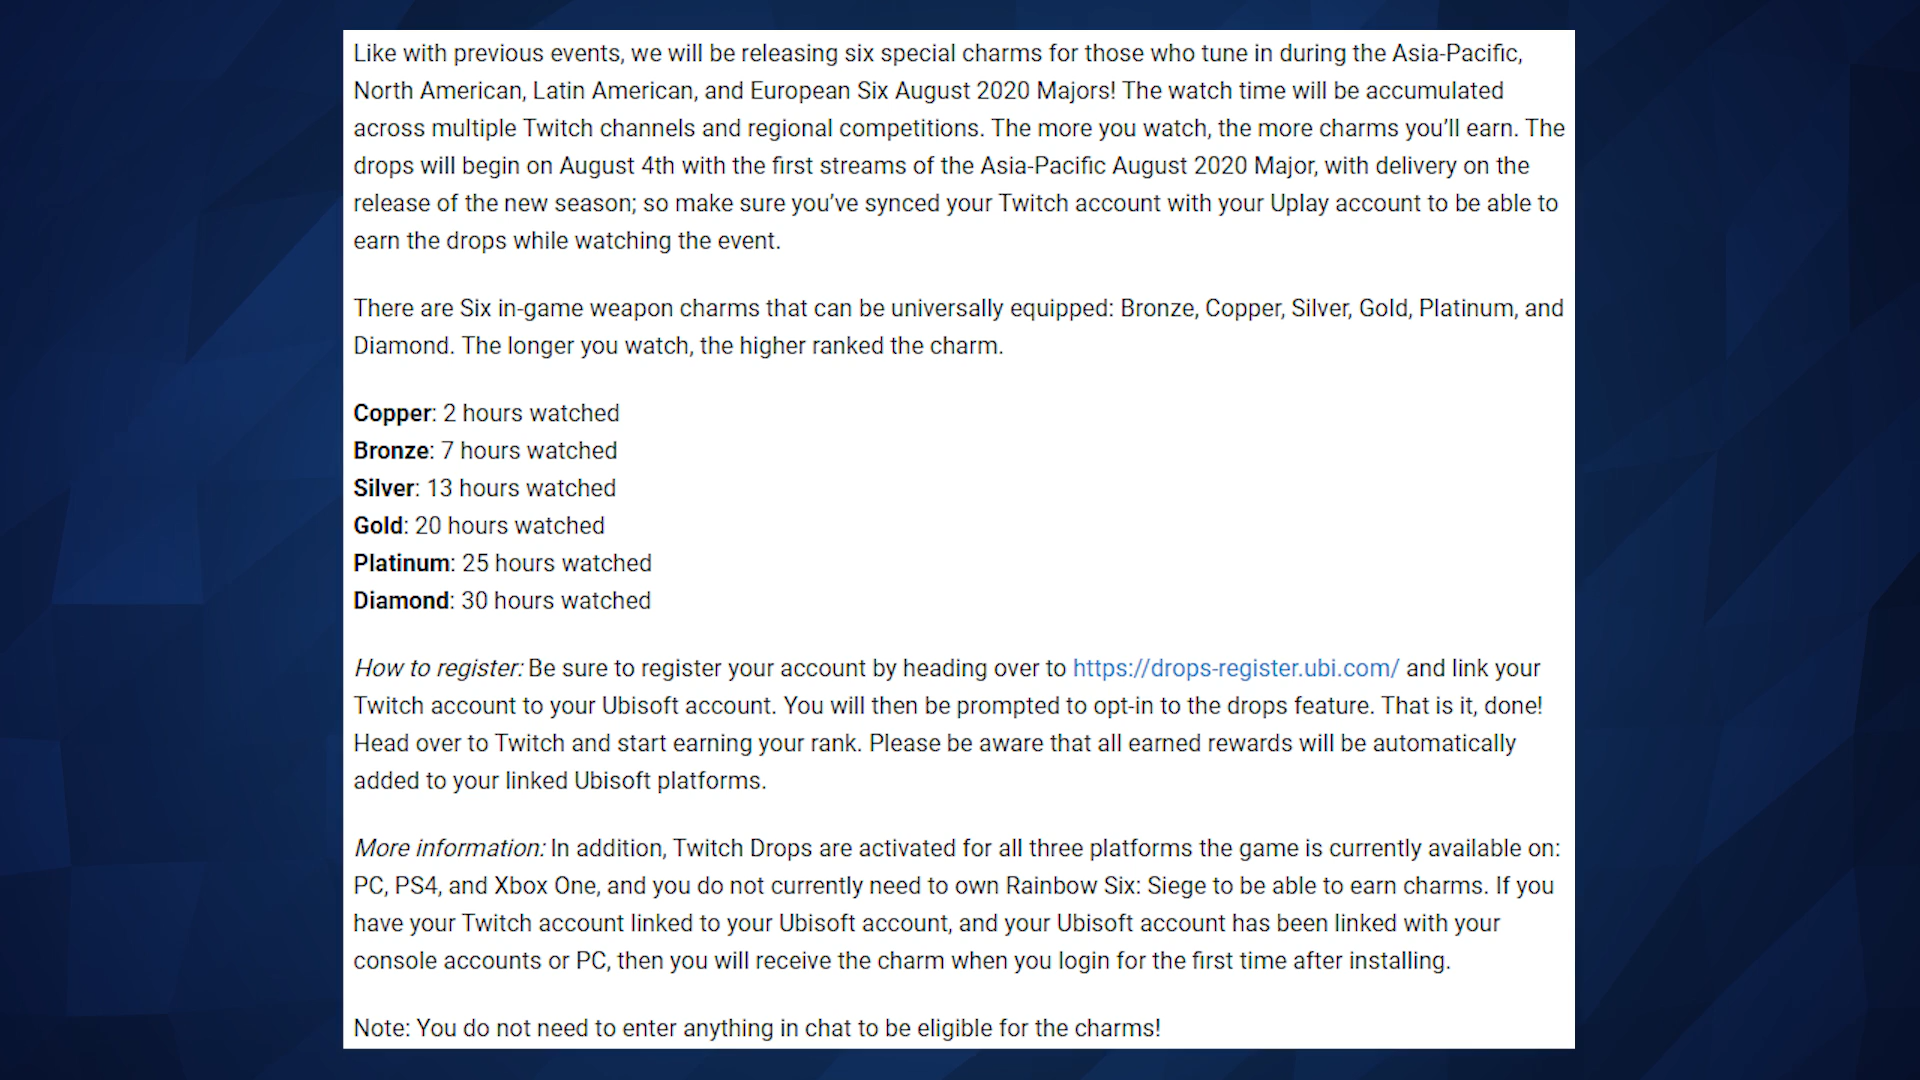 Like with previous events, we will be releasing six special charms for those who tune in during the Asia-Pacific,
North American, Latin American, and European Six August 2020 Majors! The watch time will be accumulated
across multiple Twitch channels and regional competitions. The more you watch, the more charms you’ll earn. The
drops will begin on August 4th with the first streams of the Asia-Pacific August 2020 Major, with delivery on the
release of the new season; so make sure you’ve synced your Twitch account with your Uplay account to be able to
earn the drops while watching the event.
There are Six in-game weapon charms that can be universally equipped: Bronze, Copper, Silver, Gold, Platinum, and
Diamond. The longer you watch, the higher ranked the charm.
Copper: 2 hours watched
Bronze: 7 hours watched
Silver: 13 hours watched
Gold: 20 hours watched
Platinum: 25 hours watched
Diamond: 30 hours watched
How to register: Be sure to register your account by heading over to https://drops-register.ubi.com/ and link your
Twitch account to your Ubisoft account. You will then be prompted to opt-in to the drops feature. That is it, done!
Head over to Twitch and start earning your rank. Please be aware that all earned rewards will be automatically
added to your linked Ubisoft platforms.
More information: In addition, Twitch Drops are activated for all three platforms the game is currently available on:
PC, PS4, and Xbox One, and you do not currently need to own Rainbow Six: Siege to be able to earn charms. If you
have your Twitch account linked to your Ubisoft account, and your Ubisoft account has been linked with your
console accounts or PC, then you will receive the charm when you login for the first time after installing.
Note: You do not need to enter anything in chat to be eligible for the charms!